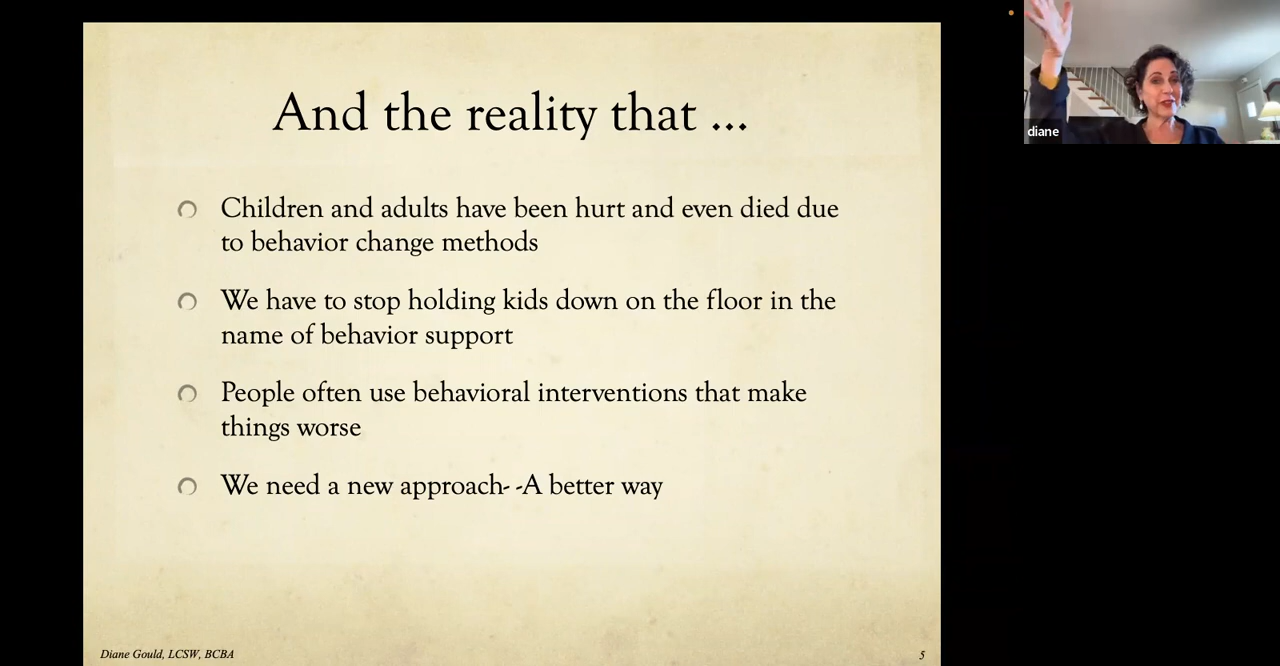 And the reality that ...
Children and adults have been hurt and even died due
to behavior change methods
We have to stop holding kids down on the floor in the
name of behavior support
People often use behavioral interventions that make
things worse
We need a new approach- -A better way
Diane Gould, LCSW, BCBA
5
diane